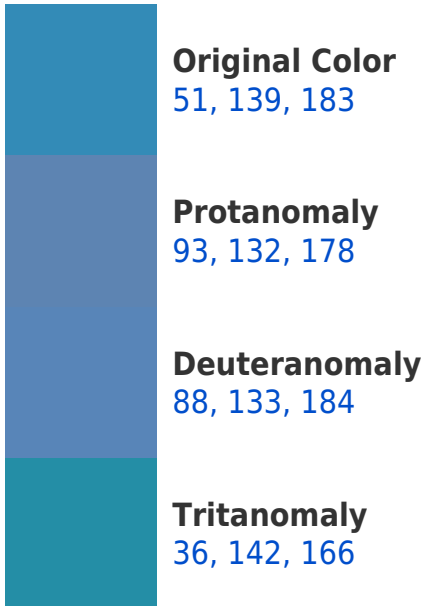 Original Color
51, 139, 183
Protanomaly
93, 132, 178
Deuteranomaly
88, 133, 184
Tritanomaly
36, 142, 166